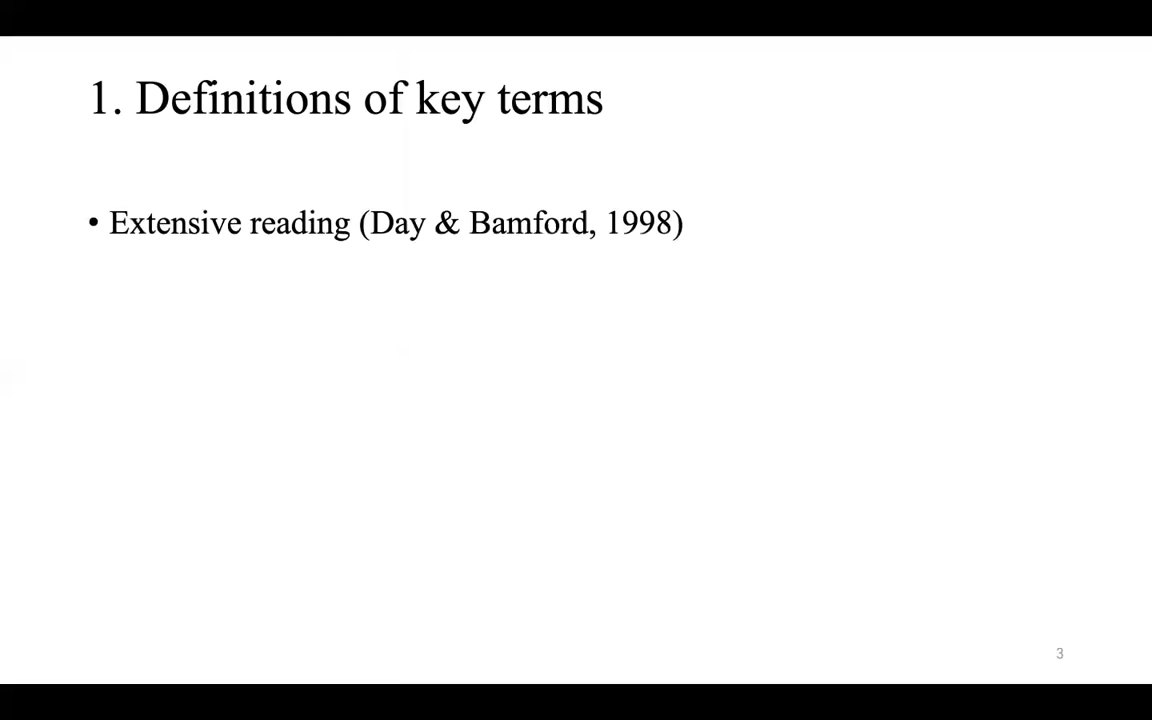 1. Definitions of key terms
• Extensive reading (Day & Bamford, 1998)
3